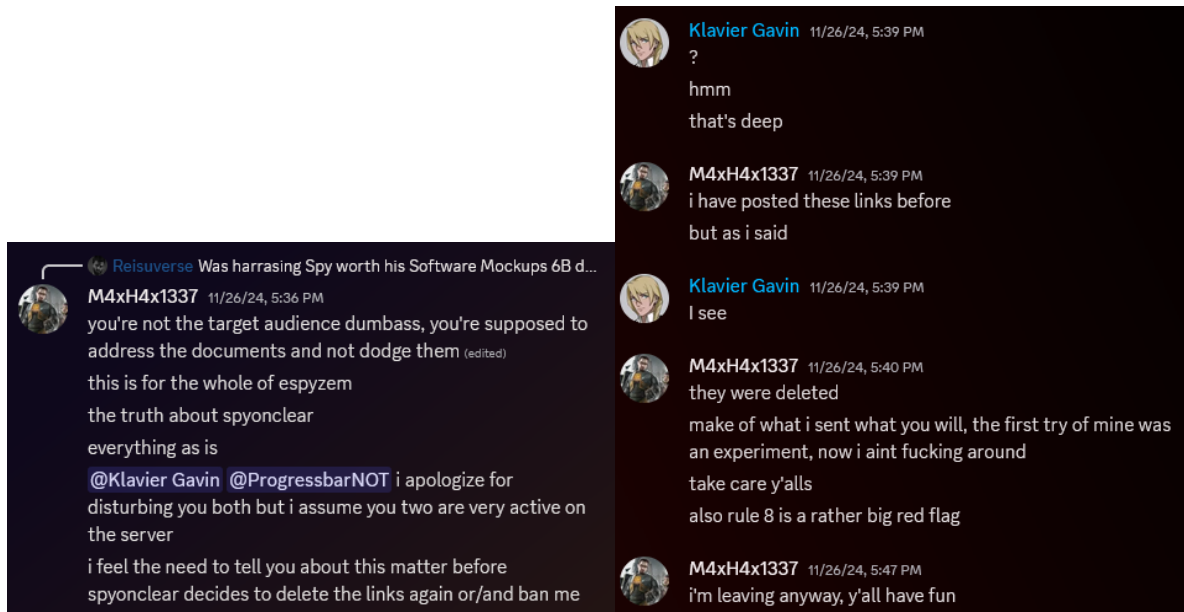 Reisuverse Was harrasing Spy worth his Software Mockups 6B d...
M4xH4x1337 11/26/24, 5:36 PM
you're not the target audience dumbass, you're supposed to
address the documents and not dodge them (edited)
this is for the whole of espyzem
the truth about spyonclear
everything as is
@Klavier Gavin @ProgressbarNOT i apologize for
disturbing you both but i assume you two are very active on
the server
i feel the need to tell you about this matter before
spyonclear decides to delete the links again or/and ban me
Klavier Gavin 11/26/24, 5:39 PM
?
hmm
that's deep
M4xH4x1337 11/26/24, 5:39 PM
i have posted these links before
but as i said
Klavier Gavin 11/26/24, 5:39 PM
I see
M4xH4x1337 11/26/24, 5:40 PM
they were deleted
make of what i sent what you will, the first try of mine was
an experiment, now i aint fucking around
take care y'alls
also rule 8 is a rather big red flag
M4xH4x1337 11/26/24, 5:47 PM
i'm leaving anyway, y'all have fun